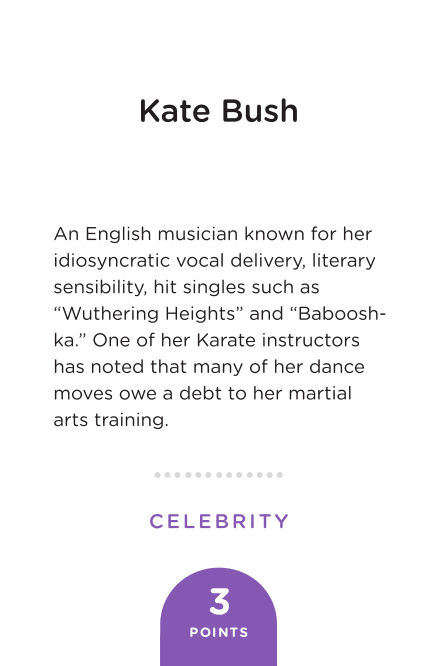 Kate Bush
An English musician known for her
idiosyncratic vocal delivery, literary
sensibility, hit singles such as
“Wuthering Heights” and “Baboosh-
ka.” One of her Karate instructors
has noted that many of her dance
moves owe a debt to her martial
arts training.
CELEBRITY
3
POINTS